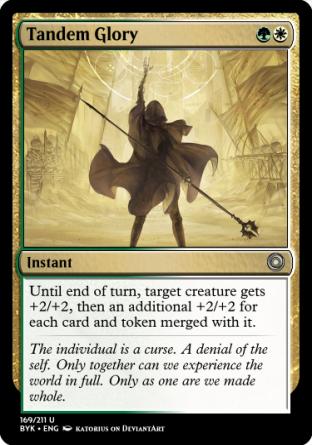 Tandem Glory
Instant
Until end of turn, target creature gets
+2/+2, then an additional +2/+2 for
each card and token merged with it.
The individual is a curse. A denial of the
self. Only together can we experience the
world in full. Only as one are we made
whole.
169/211 U
BYK • ENG katorius on DeviantArt